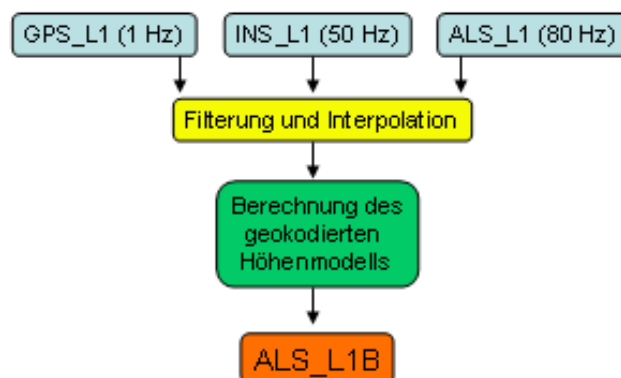 GPS_L1 (1 Hz)
INS_L1 (50 Hz)
ALS_L1 (80 Hz)
Filterung und Interpolation
Berechnung des
geokodierten
Höhenmodells
ALS_L1B